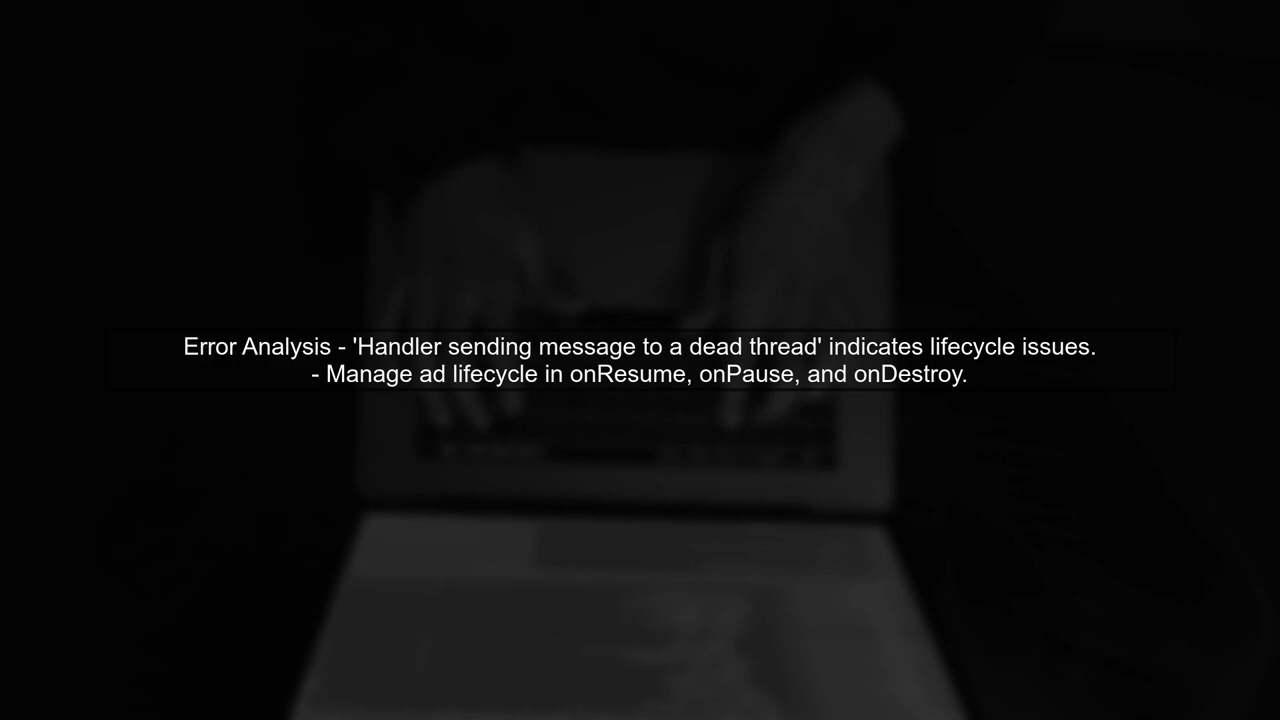 Error Analysis - 'Handler sending message to a dead thread' indicates lifecycle issues.
- Manage ad lifecycle in onResume, onPause, and onDestroy.